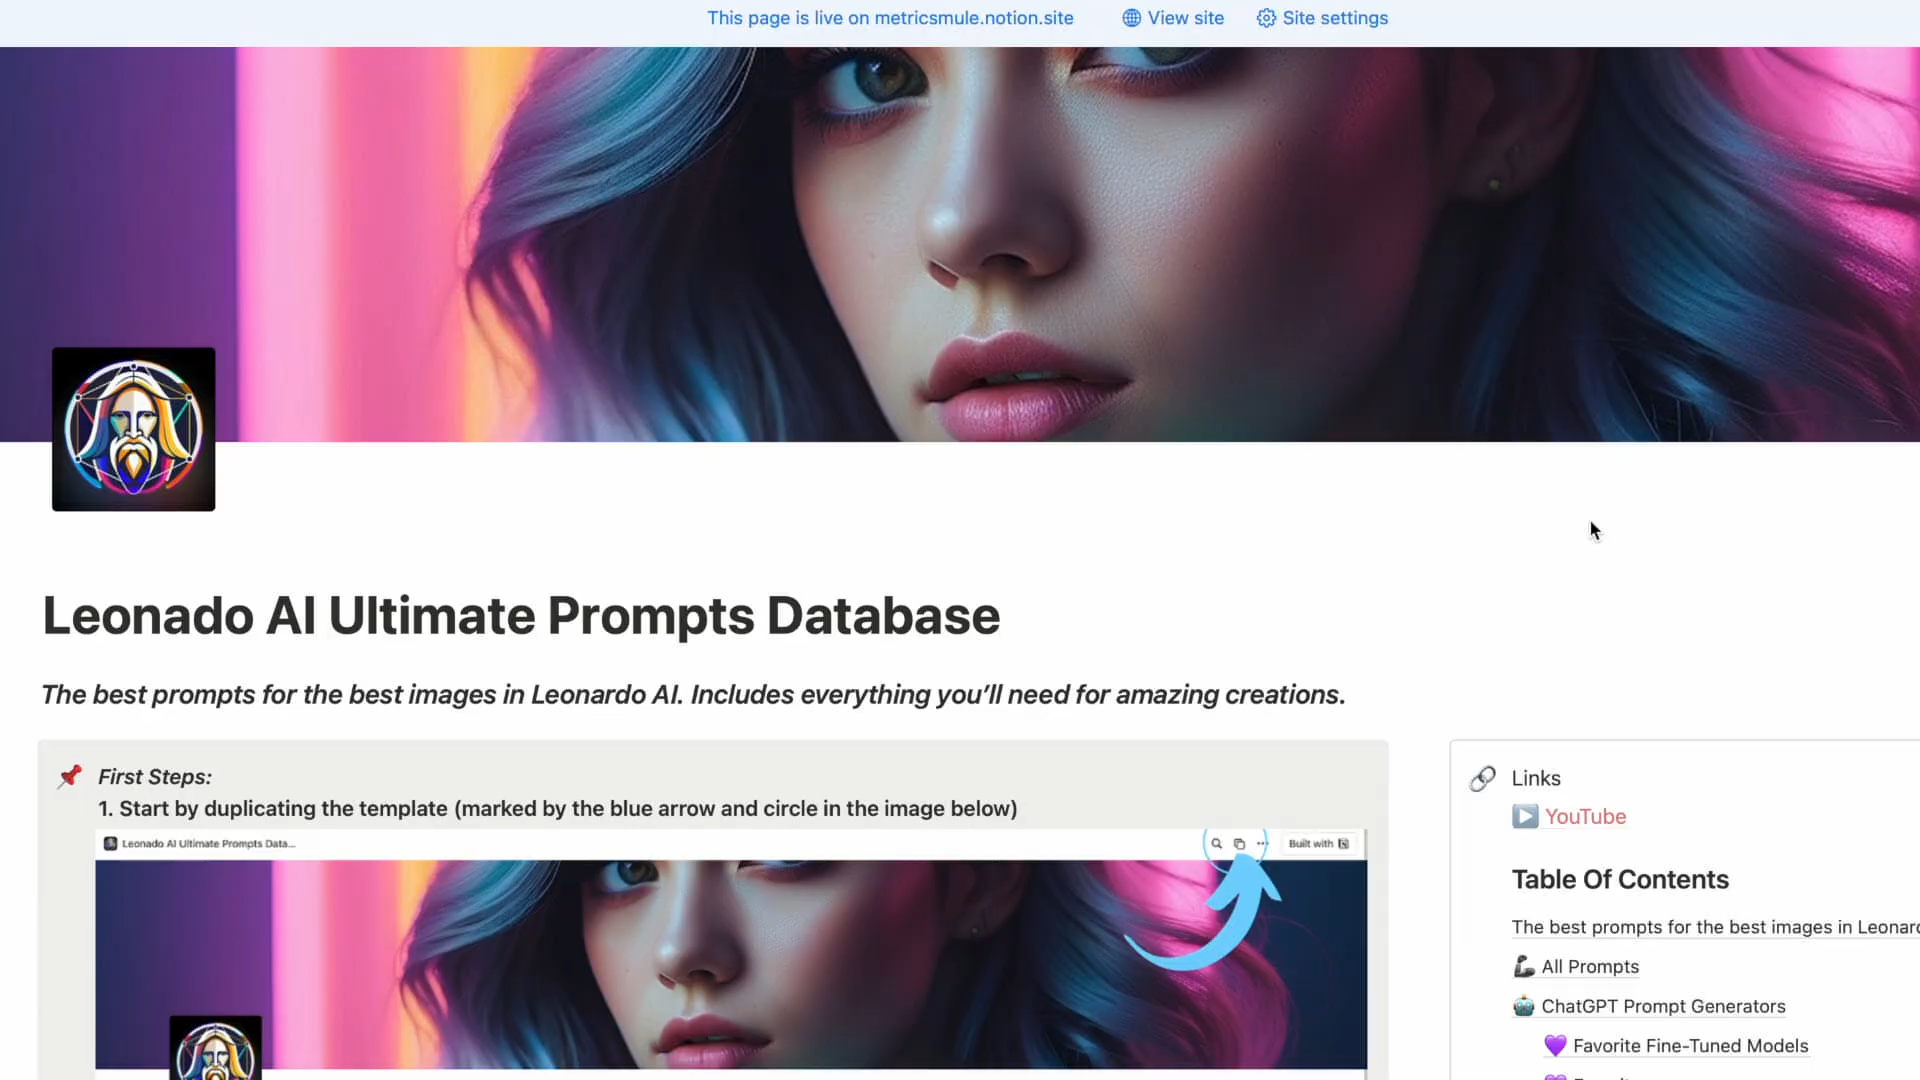 This page is live on metricsmule.notion.site View site Site settings
Leonado AI Ultimate Prompts Database
The best prompts for the best images in Leonardo AI. Includes everything you’ll need for amazing creations.
First Steps:
1. Start by duplicating the template (marked by the blue arrow and circle in the image below)
Leonado AI Ultimate Prompts Data... Built with
Links
YouTube
Table Of Contents
The best prompts for the best images in
All Prompts
ChatGPT Prompt Generators
Favorite Fine-Tuned Models